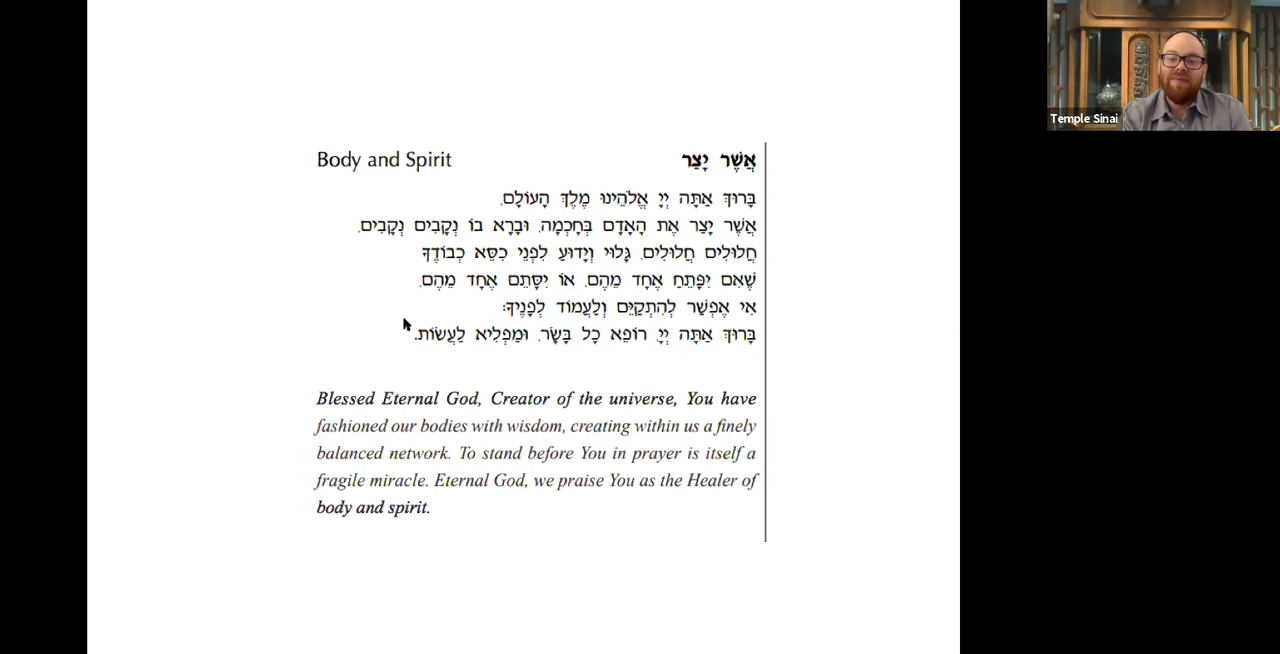 Body and Spirit אֲשֶׁר יָצַר
בָּרוּךְ אַתָּה יְיָ אֱלֹהֵינוּ מֶלֶךְ הָעוֹלָם,
אֲשֶׁר יָצַר אֶת הָאָדָם בְּחָכְמָה, וּבָרָא בוֹ נְקָבִים נְקָבִים,
חֲלוּלִים חֲלוּלִים, גָּלוּי וְיָדוּעַ לִפְנֵי כִסֵּא כְבוֹדֶךָ
שֶׁאִם יִפָּתֵחַ אֶחָד מֵהֶם, אוֹ יִסָּתֵם אֶחָד מֵהֶם,
אִי אֶפְשַׁר לְהִתְקַיֵּם וְלַעֲמוֹד לְפָנֶיךָ:
בָּרוּךְ אַתָּה יְיָ, רוֹפֵא כָל בָּשָׂר, וּמַפְלִיא לַעֲשׂוֹת.
Blessed Eternal God, Creator of the universe, You have
fashioned our bodies with wisdom, creating within us a finely
balanced network. To stand before You in prayer is itself a
fragile miracle. Eternal God, we praise You as the Healer of
body and spirit.
Temple Sinai